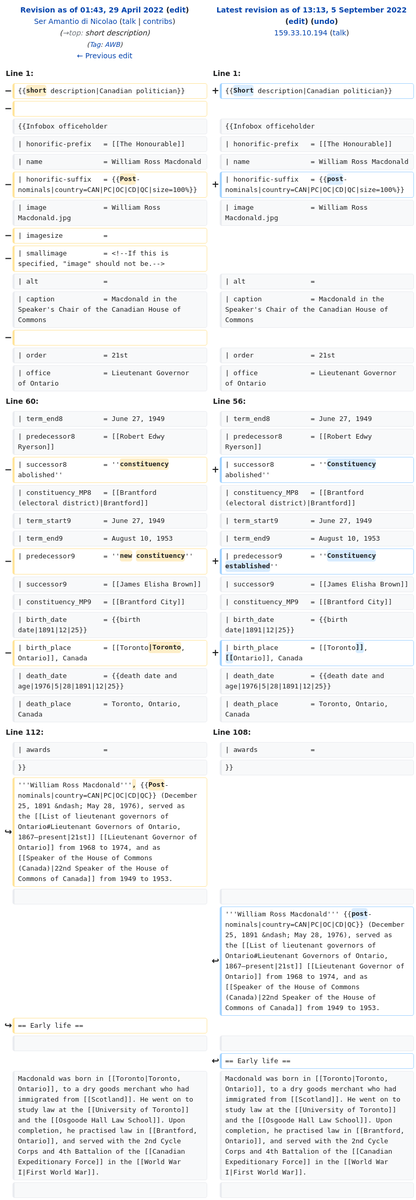 Revision as of 01:43, 29 April 2022 (edit)
Ser Amantio di Nicolao (talk | contribs)
(→top: short description)
(Tag: AWB)
← Previous edit
Latest revision as of 13:13, 5 September 2022
(edit) (undo)
159.33.10.194 (talk)
Line 1:
Line 1:
− {{short description|Canadian politician}}
+ {{Short description|Canadian politician}}
−
{{Infobox officeholder
{{Infobox officeholder
| honorific-prefix = [[The Honourable]]
| honorific-prefix = [[The Honourable]]
| name = William Ross Macdonald
| name = William Ross Macdonald
− | honorific-suffix = {{Post-
nominals|country=CAN|PC|OC|CD|QC|size=100%}}
+ | honorific-suffix = {{post-
nominals|country=CAN|PC|OC|CD|QC|size=100%}}
| image = William Ross
Macdonald.jpg
| image = William Ross
Macdonald.jpg
− | imagesize =
− | smallimage = <!--If this is
specified, "image" should not be.-->
| alt =
| alt =
| caption = Macdonald in the
Speaker's Chair of the Canadian House of
Commons
| caption = Macdonald in the
Speaker's Chair of the Canadian House of
Commons
−
| order = 21st
| order = 21st
| office = Lieutenant Governor
of Ontario
| office = Lieutenant Governor
of Ontario
Line 60:
Line 56:
| term_end8 = June 27, 1949
| term_end8 = June 27, 1949
| predecessor8 = [[Robert Edwy
Ryerson]]
| predecessor8 = [[Robert Edwy
Ryerson]]
− | successor8 = ''constituency
abolished''
+ | successor8 = ''Constituency
abolished''
| constituency_MP8 = [[Brantford
(electoral district)|Brantford]]
| constituency_MP8 = [[Brantford
(electoral district)|Brantford]]
| term_start9 = June 27, 1949
| term_start9 = June 27, 1949
| term_end9 = August 10, 1953
| term_end9 = August 10, 1953
− | predecessor9 = ''new constituency''
+ | predecessor9 = ''Constituency
established''
| successor9 = [[James Elisha Brown]]
| successor9 = [[James Elisha Brown]]
| constituency_MP9 = [[Brantford City]]
| constituency_MP9 = [[Brantford City]]
| birth_date = {{birth
date|1891|12|25}}
| birth_date = {{birth
date|1891|12|25}}
− | birth_place = [[Toronto|Toronto,
Ontario]], Canada
+ | birth_place = [[Toronto]],
[[Ontario]], Canada
| death_date = {{death date and
age|1976|5|28|1891|12|25}}
| death_date = {{death date and
age|1976|5|28|1891|12|25}}
| death_place = Toronto, Ontario,
Canada
| death_place = Toronto, Ontario,
Canada
Line 112:
Line 108:
| awards =
| awards =
}}
}}
'''William Ross Macdonald''', {{Post-
nominals|country=CAN|PC|OC|CD|QC}} (December
25, 1891 &ndash; May 28, 1976), served as
the [[List of lieutenant governors of
Ontario#Lieutenant Governors of Ontario,
1867–present|21st]] [[Lieutenant Governor of
Ontario]] from 1968 to 1974, and as
[[Speaker of the House of Commons
(Canada)|22nd Speaker of the House of
Commons of Canada]] from 1949 to 1953.
'''William Ross Macdonald''' {{post-
nominals|country=CAN|PC|OC|CD|QC}} (December
25, 1891 &ndash; May 28, 1976), served as
the [[List of lieutenant governors of
Ontario#Lieutenant Governors of Ontario,
1867–present|21st]] [[Lieutenant Governor of
Ontario]] from 1968 to 1974, and as
[[Speaker of the House of Commons
(Canada)|22nd Speaker of the House of
Commons of Canada]] from 1949 to 1953.
== Early life ==
== Early life ==
Macdonald was born in [[Toronto|Toronto,
Ontario]], to a dry goods merchant who had
immigrated from [[Scotland]]. He went on to
study law at the [[University of Toronto]]
and the [[Osgoode Hall Law School]]. Upon
completion, he practised law in [[Brantford,
Ontario]], and served with the 2nd Cycle
Corps and 4th Battalion of the [[Canadian
Expeditionary Force]] in the [[World War
I|First World War]].
Macdonald was born in [[Toronto|Toronto,
Ontario]], to a dry goods merchant who had
immigrated from [[Scotland]]. He went on to
study law at the [[University of Toronto]]
and the [[Osgoode Hall Law School]]. Upon
completion, he practised law in [[Brantford,
Ontario]], and served with the 2nd Cycle
Corps and 4th Battalion of the [[Canadian
Expeditionary Force]] in the [[World War
I|First World War]].